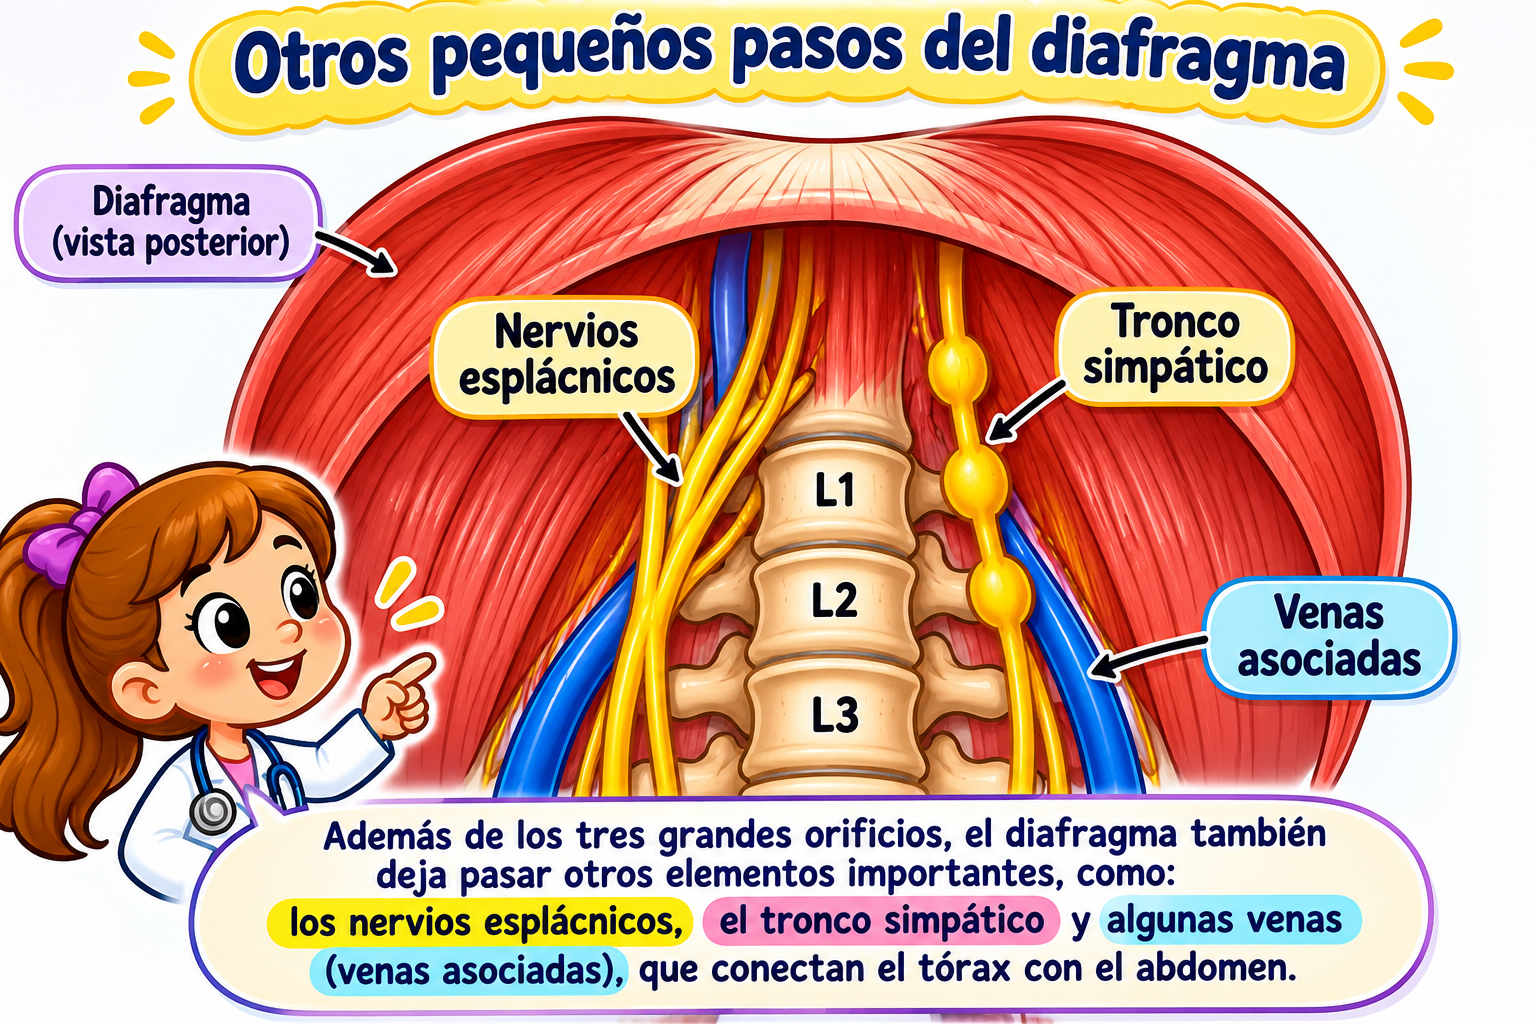 Otros pequeños pasos del diafragma
Diafragma
(vista posterior)
Nervios
esplácnicos
Tronco
simpático
L1
L2
L3
Venas
asociadas
Además de los tres grandes orificios, el diafragma también
deja pasar otros elementos importantes, como:
los nervios esplácnicos, el tronco simpático y algunas venas
(venas asociadas), que conectan el tórax con el abdomen.